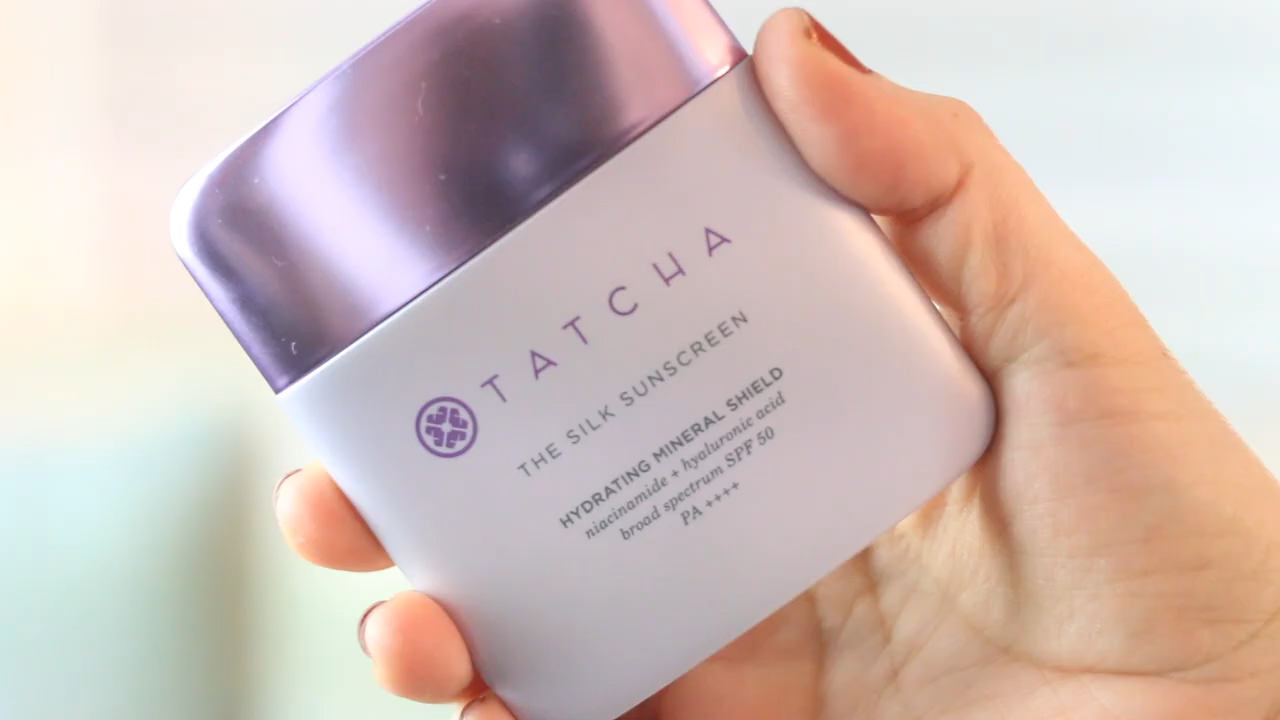 TATCHA
THE SILK SUNSCREEN
HYDRATING MINERAL SHIELD
niacinamide + hyaluronic acid
broad spectrum SPF 50
PA ++++